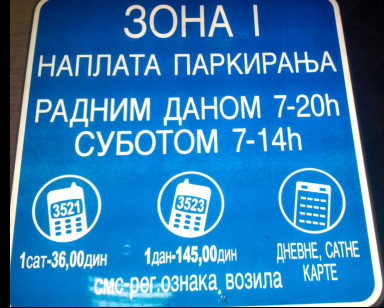 ЗОНА I
НАПЛАТА ПАРКИРАЊА
РАДНИМ ДАНОМ 7-20h
СУБОТОМ 7-14h
3521
3523
1сат-36,00дин
1дан-145,00дин
ДНЕВНЕ, САТНЕ
КАРТЕ
смс-рег.ознака возила